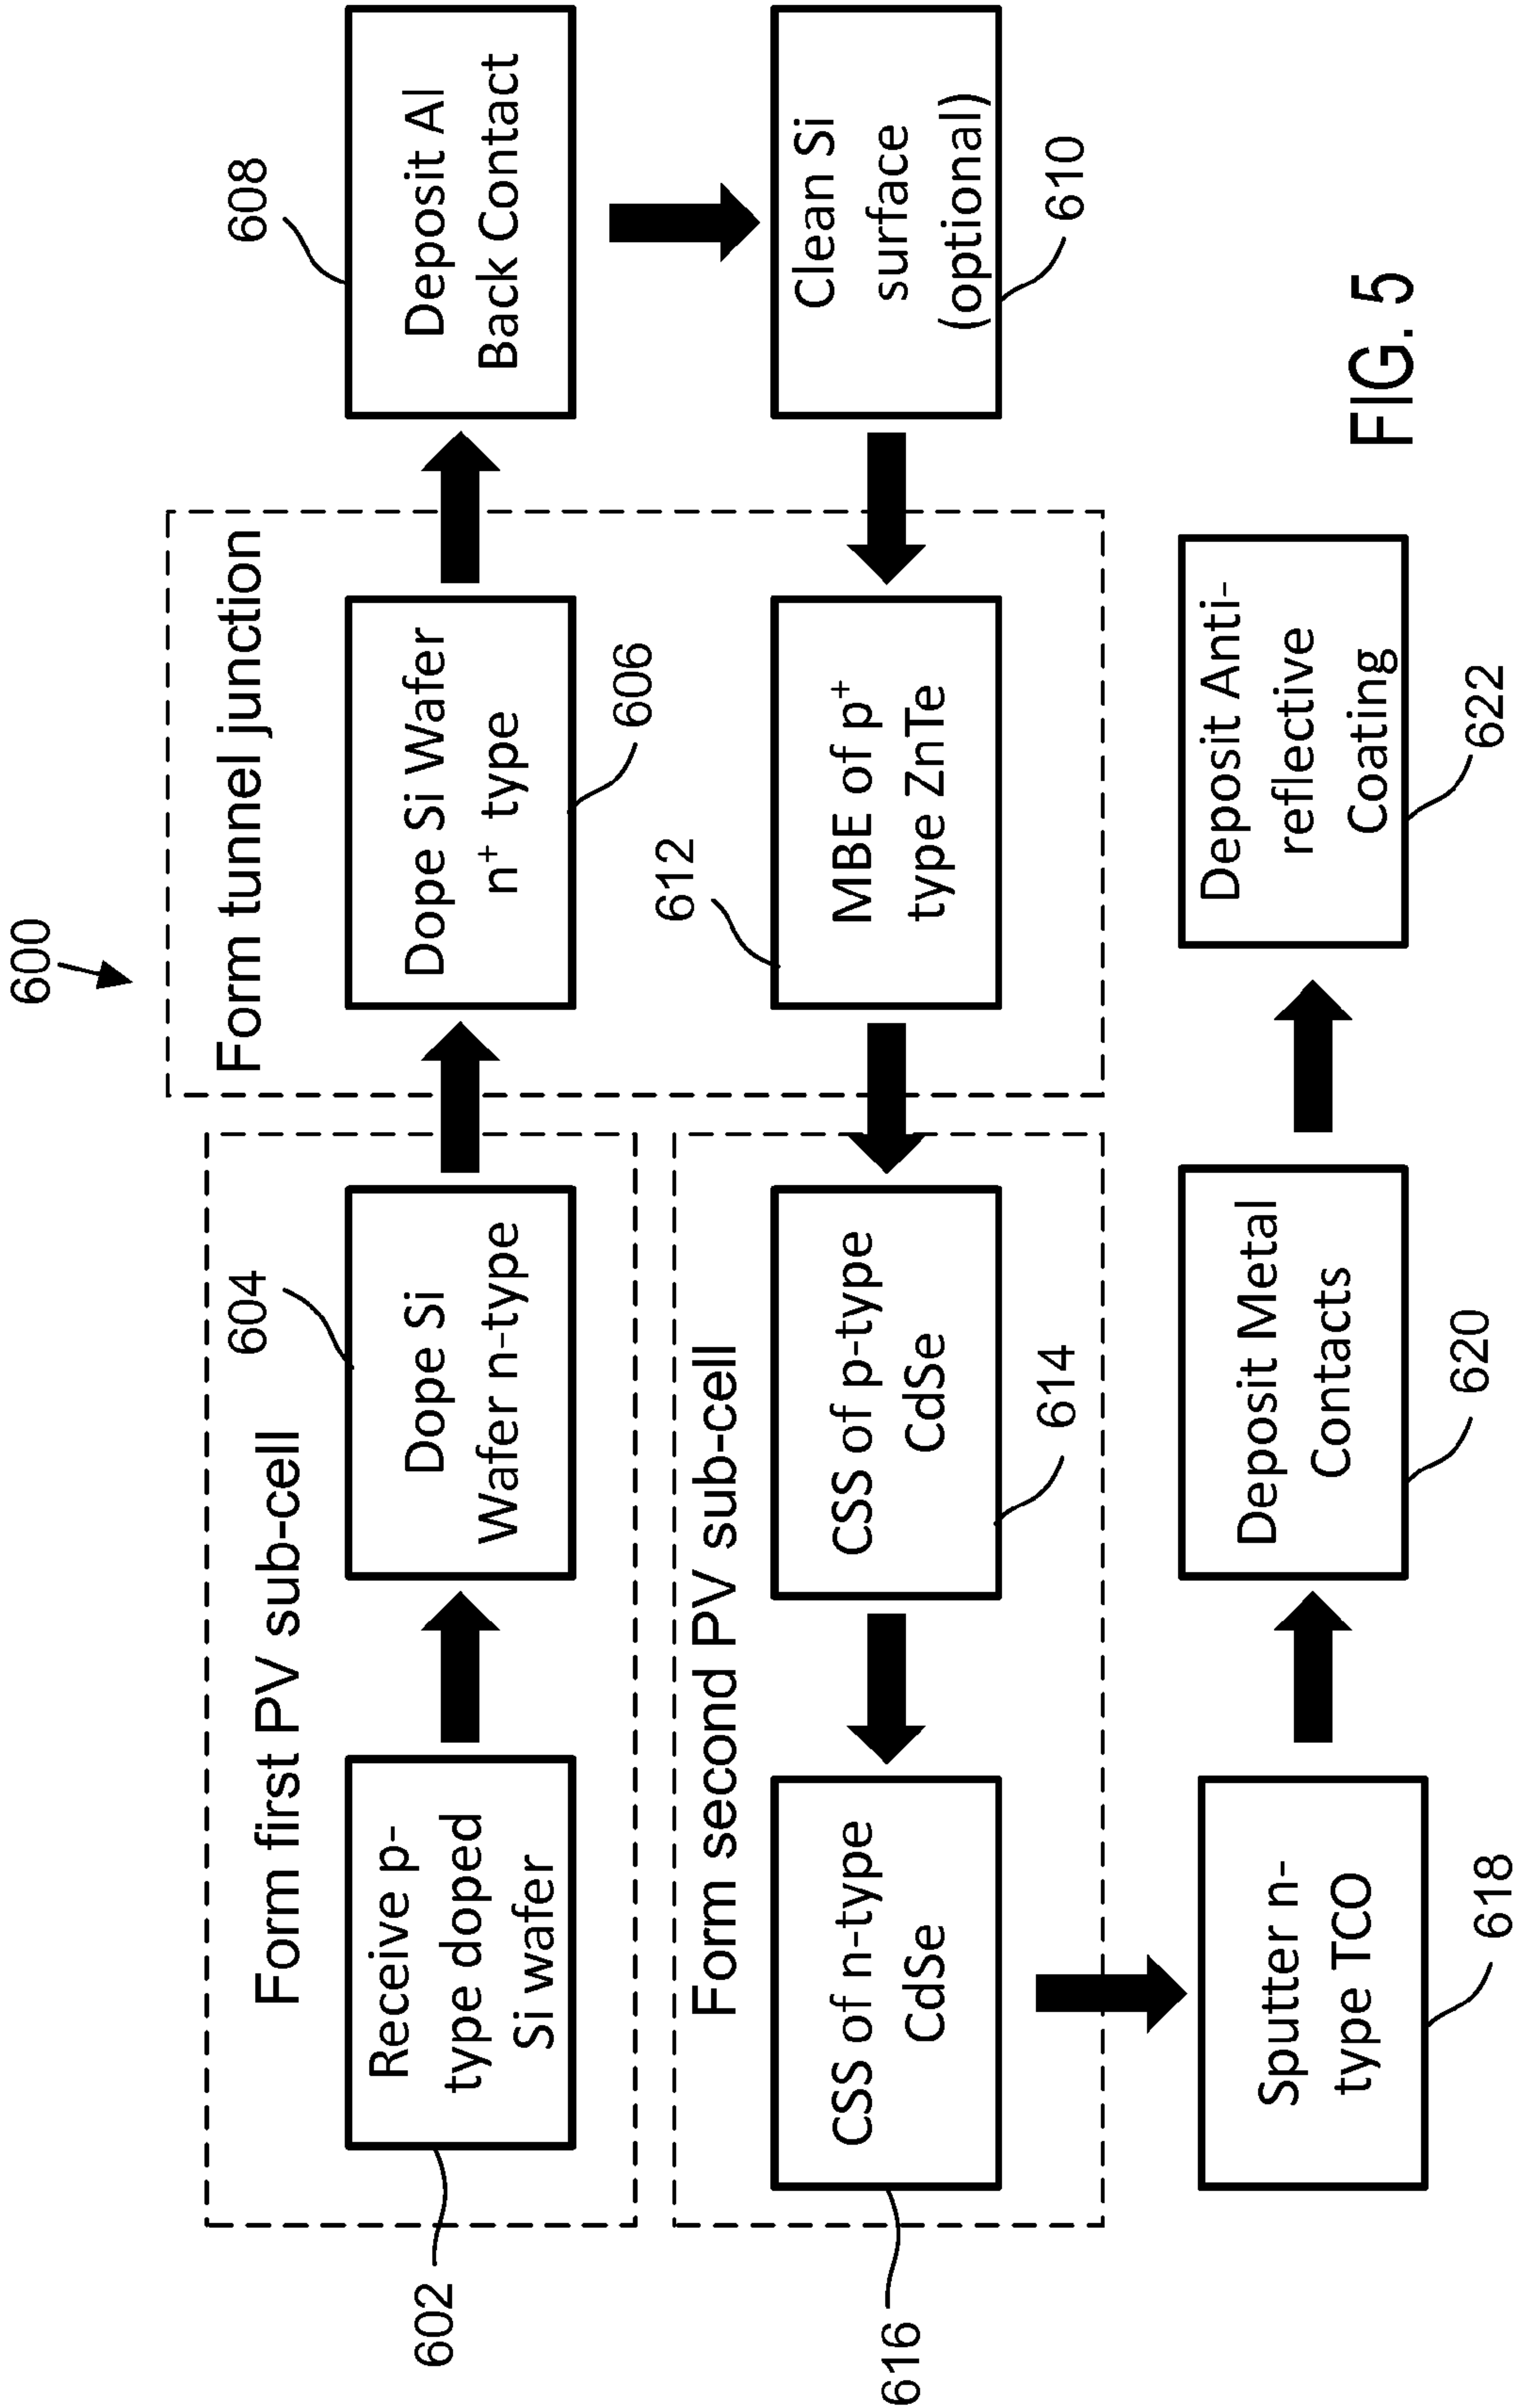 600
Form first PV sub-cell
602
Receive p-
type doped
Si wafer
604
Dope Si
Wafer n-type
Form tunnel junction
Dope Si Wafer
n⁺ type
606
608
Deposit Al
Back Contact
Clean Si
surface
(optional)
610
612
MBE of p⁺
type ZnTe
Form second PV sub-cell
CSS of p-type
CdSe
614
CSS of n-type
CdSe
616
Sputter n-
type TCO
618
Deposit Metal
Contacts
620
Deposit Anti-
reflective
Coating
622
FIG. 5